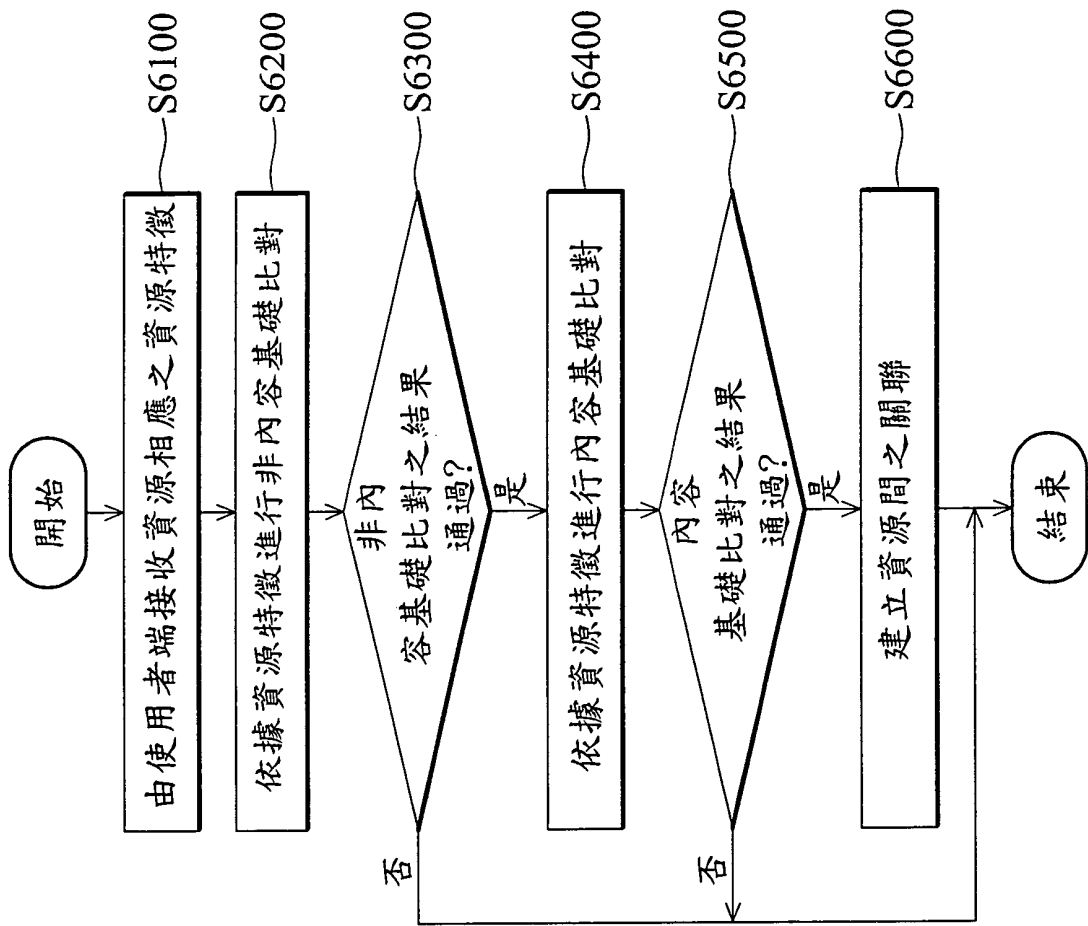 開始
由使用者端接收資源相應之資源特徵
S6100
依據資源特徵進行非內容基礎比對
S6200
非內
容基礎比對之結果
通過?
S6300
是
否
依據資源特徵進行內容基礎比對
S6400
內容
基礎比對之結果
通過?
S6500
是
否
建立資源間之關聯
S6600
結束